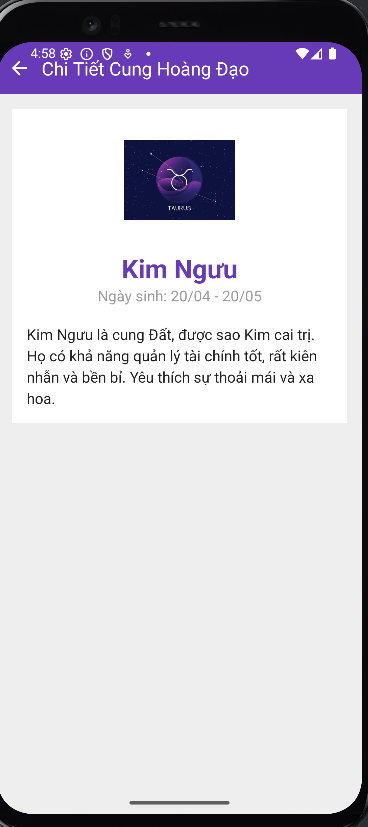 4:58
Chi Tiết Cung Hoàng Đạo
TAURUS
Kim Ngưu
Ngày sinh: 20/04 - 20/05
Kim Ngưu là cung Đất, được sao Kim cai trị.
Họ có khả năng quản lý tài chính tốt, rất kiên
nhẫn và bền bỉ. Yêu thích sự thoải mái và xa
hoa.